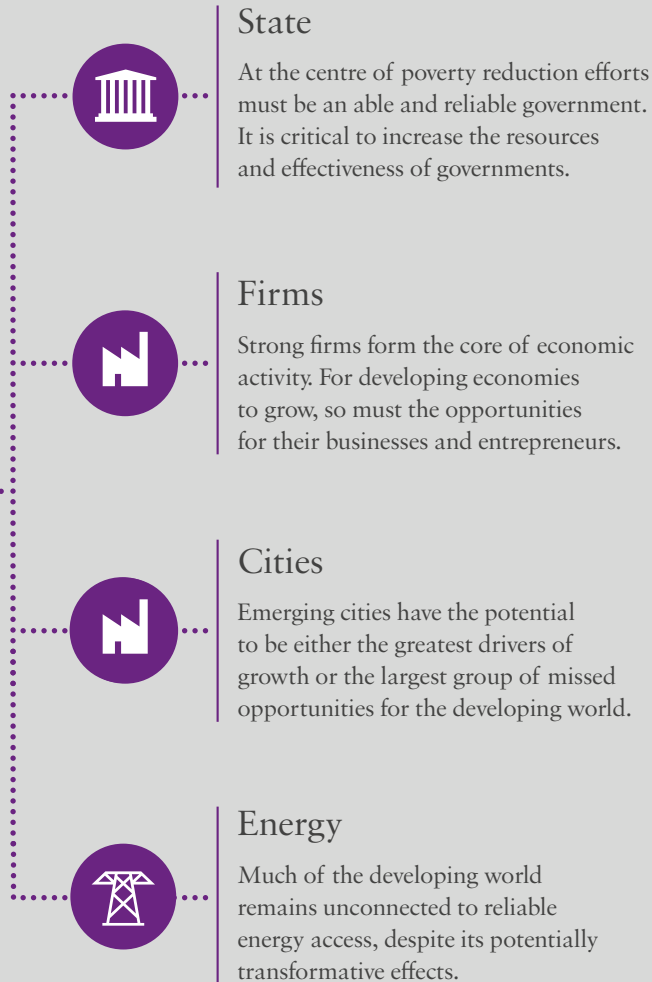 State
At the centre of poverty reduction efforts
must be an able and reliable government.
It is critical to increase the resources
and effectiveness of governments.
Firms
Strong firms form the core of economic
activity. For developing economies
to grow, so must the opportunities
for their businesses and entrepreneurs.
Cities
Emerging cities have the potential
to be either the greatest drivers of
growth or the largest group of missed
opportunities for the developing world.
Energy
Much of the developing world
remains unconnected to reliable
energy access, despite its potentially
transformative effects.